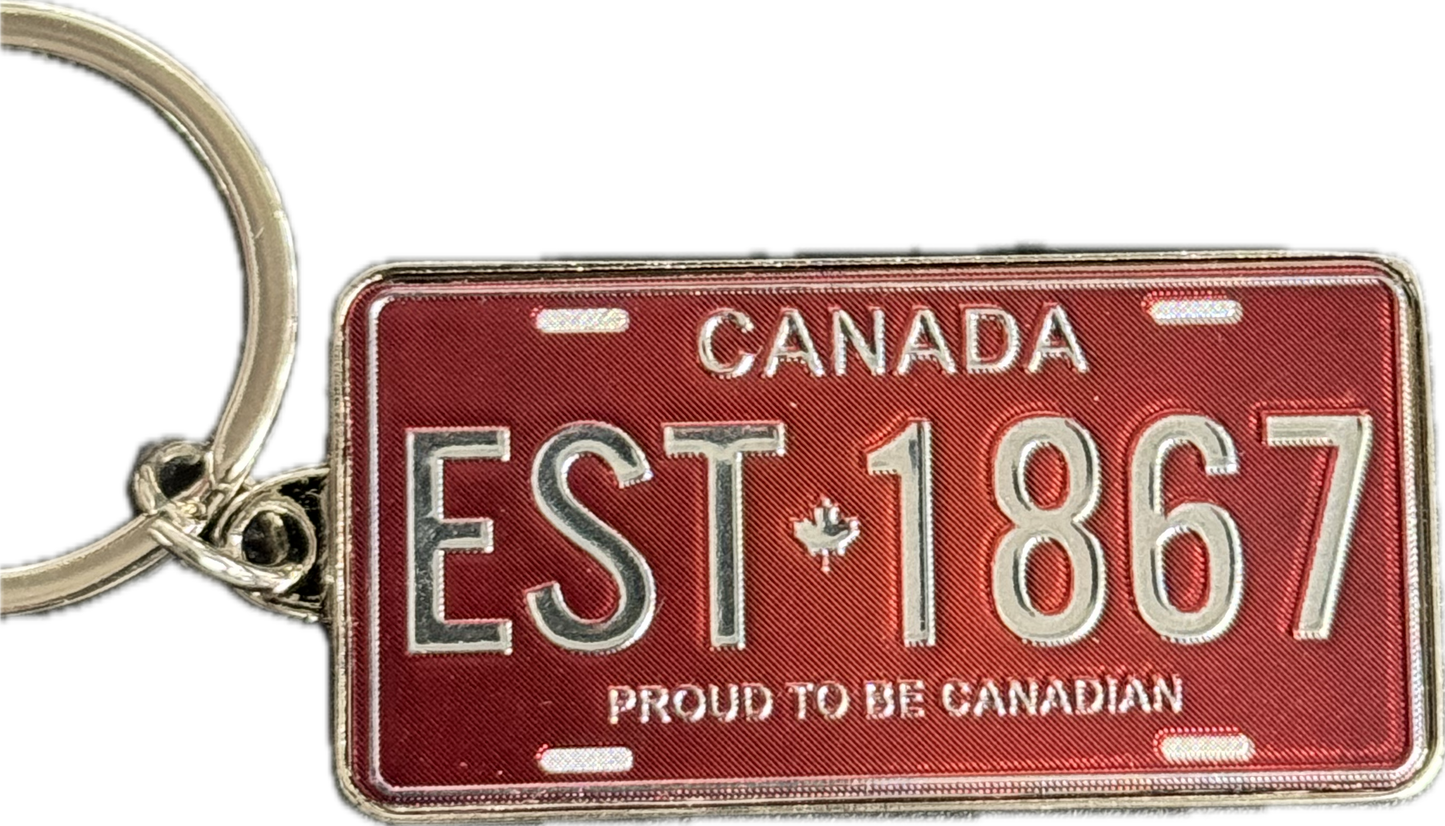 CANADA
EST 1867
PROUD TO BE CANADIAN